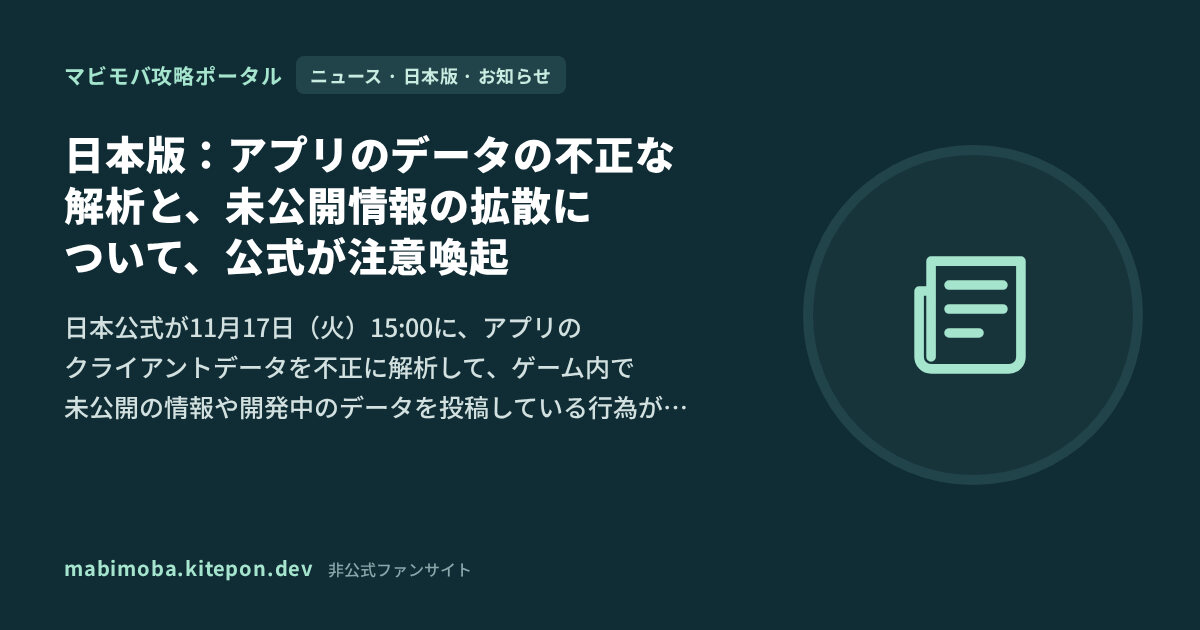 マビモバ攻略ポータル
ニュース・日本版・お知らせ
日本版：アプリのデータの不正な
解析と、未公開情報の拡散に
ついて、公式が注意喚起
日本公式が11月17日（火）15:00に、アプリの
クライアントデータを不正に解析して、ゲーム内で
未公開の情報や開発中のデータを投稿している行為が…
mabimoba.kitepon.dev
非公式ファンサイト